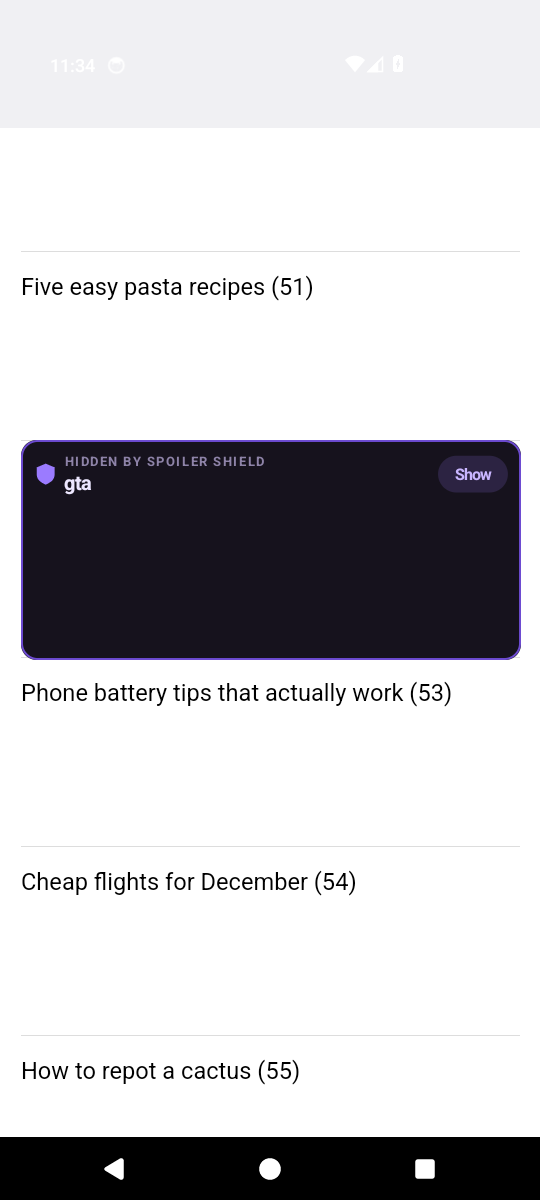 11:34
Five easy pasta recipes (51)
HIDDEN BY SPOILER SHIELD
gta
Show
Phone battery tips that actually work (53)
Cheap flights for December (54)
How to repot a cactus (55)